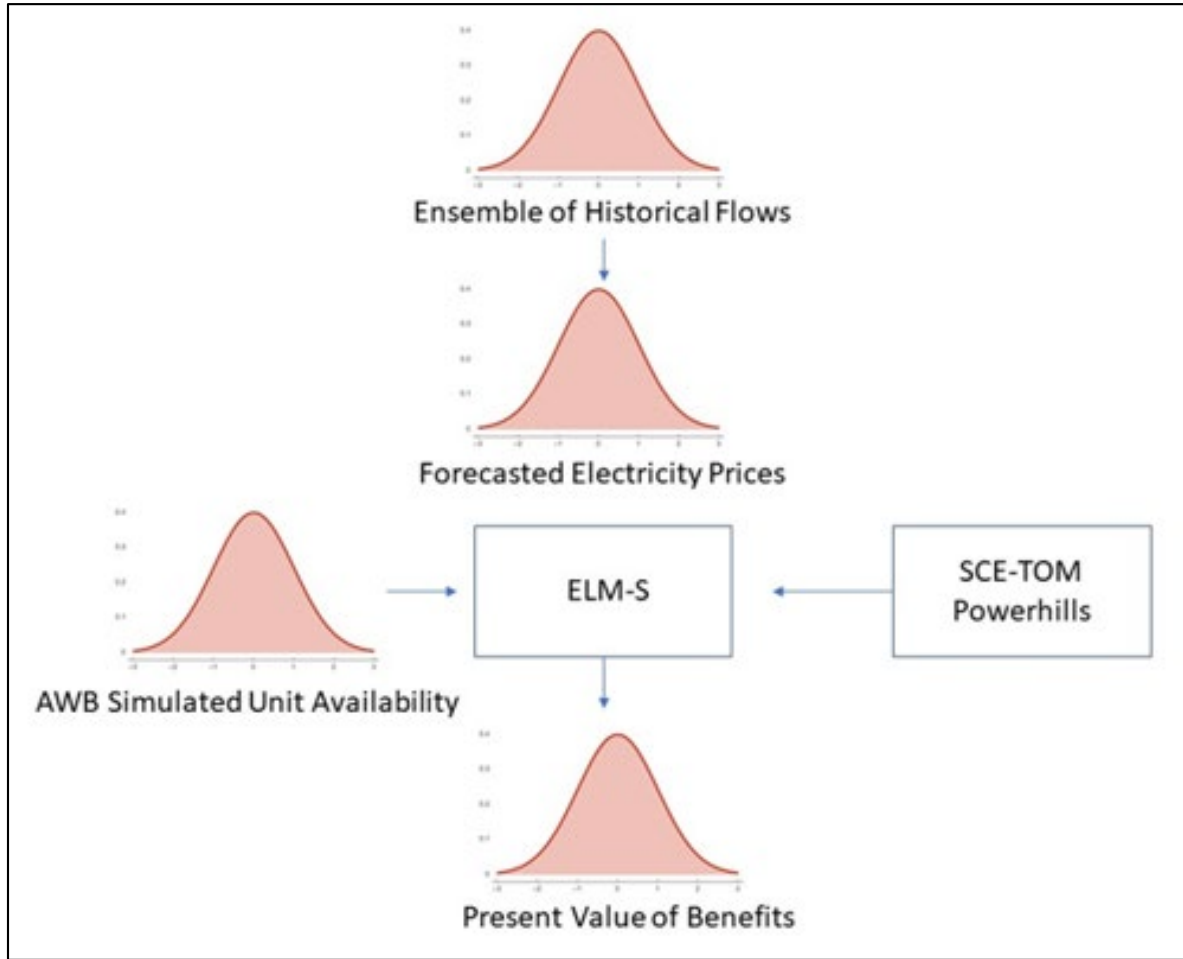 Ensemble of Historical Flows
Forecasted Electricity Prices
ELM-S
SCE-TOM
Powerhills
AWB Simulated Unit Availability
Present Value of Benefits